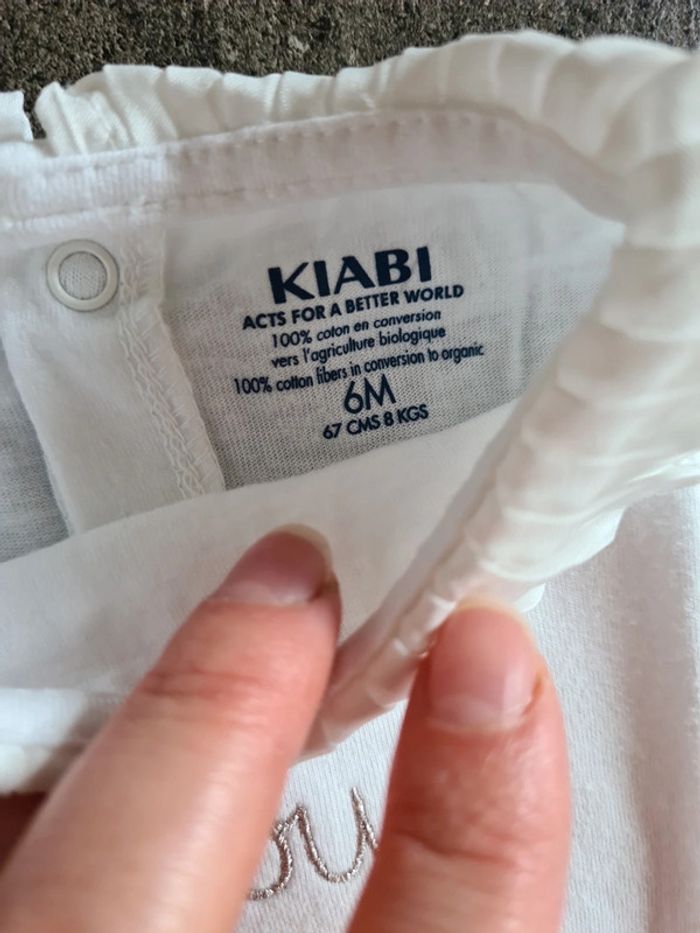 KIABI
ACTS FOR A BETTER WORLD
100% coton en conversion
vers l'agriculture biologique
100% cotton fibers in conversion to organic
6M
67 CMS 8 KGS
ou